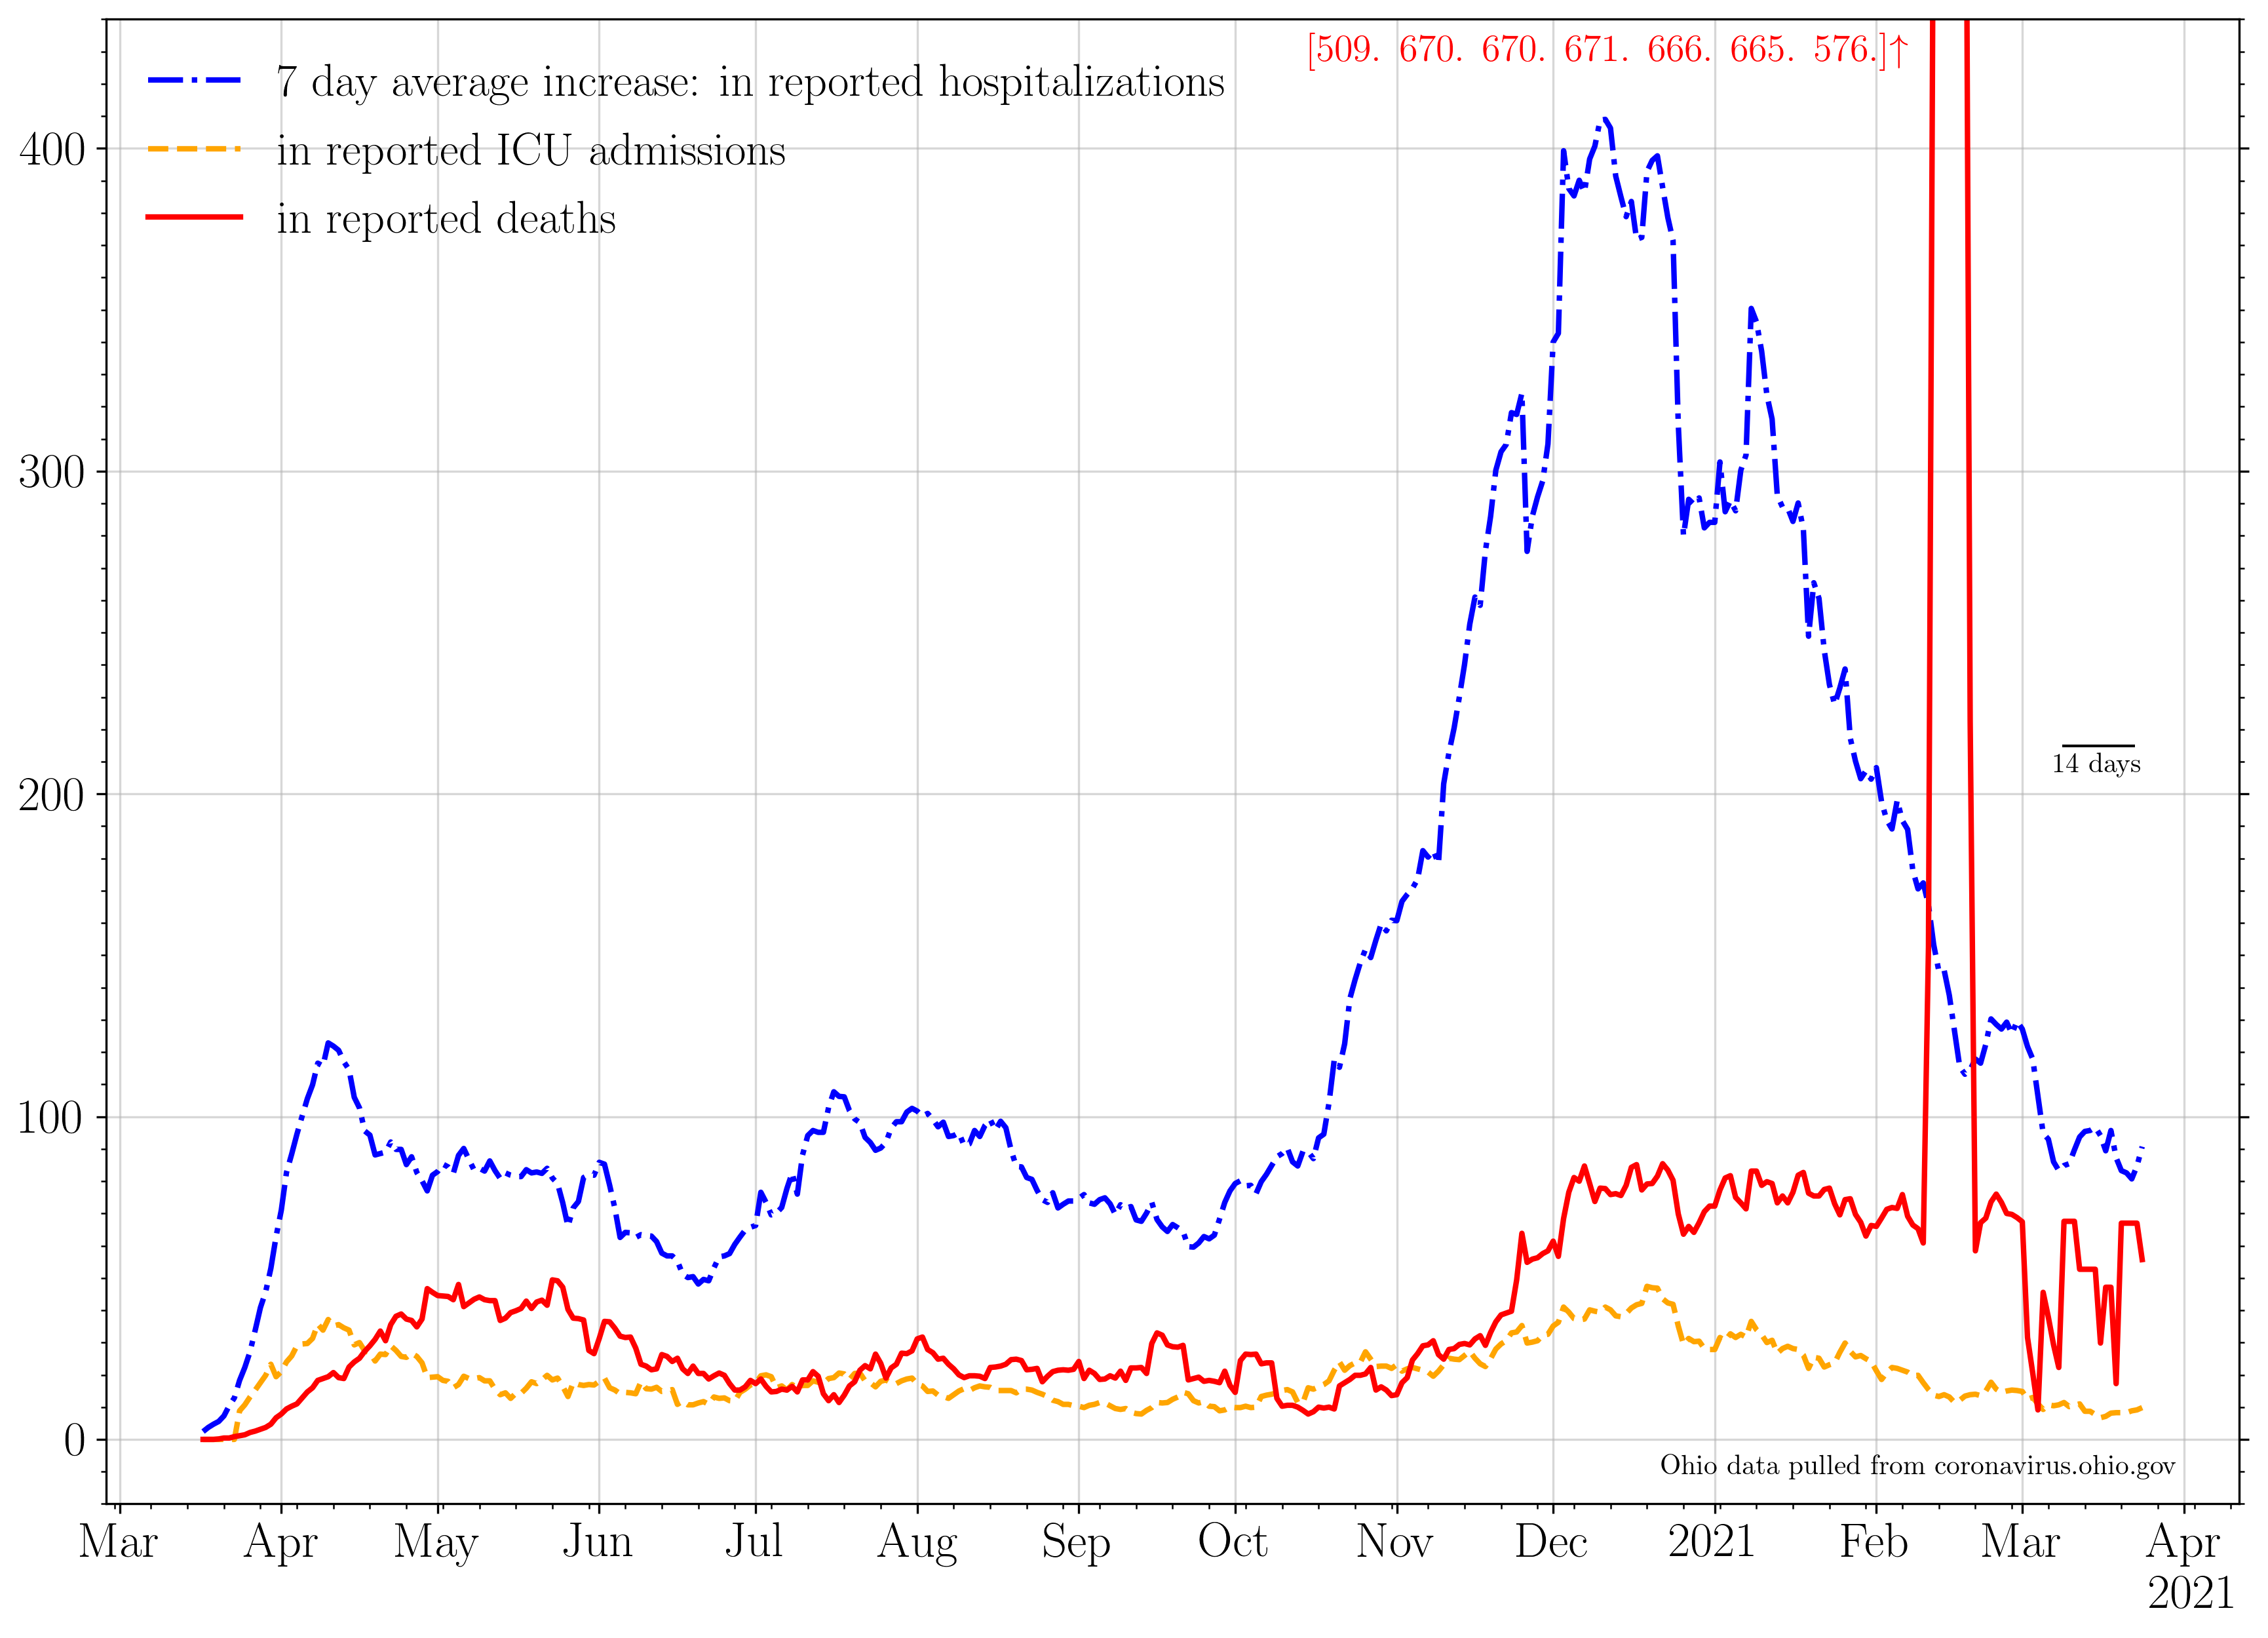 [509. 670. 670. 671. 666. 665. 576.]↑
7 day average increase: in reported hospitalizations
in reported ICU admissions
in reported deaths
400
300
200
100
0
14 days
Ohio data pulled from coronavirus.ohio.gov
Mar Apr May Jun Jul Aug Sep Oct Nov Dec 2021 Feb Mar Apr
2021